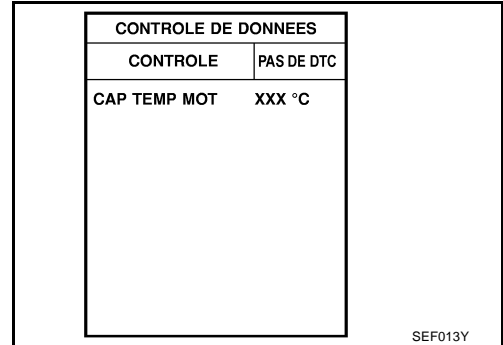 CONTROLE DE DONNEES
CONTROLE PAS DE DTC
CAP TEMP MOT XXX °C
SEF013Y